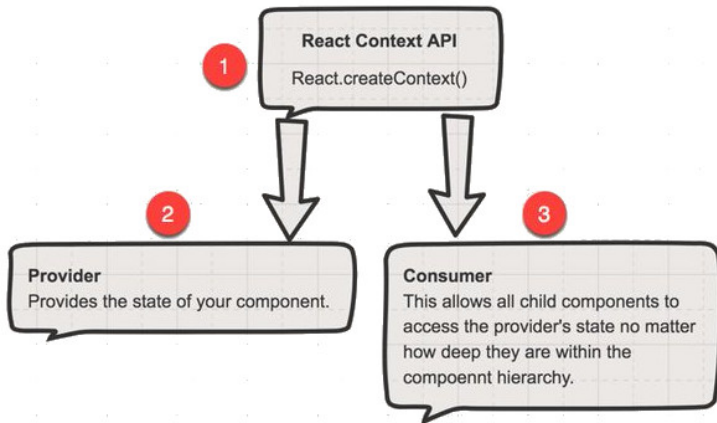 1
React Context API
React.createContext()
2
Provider
Provides the state of your component.
3
Consumer
This allows all child components to
access the provider's state no matter
how deep they are within the
compoennt hierarchy.